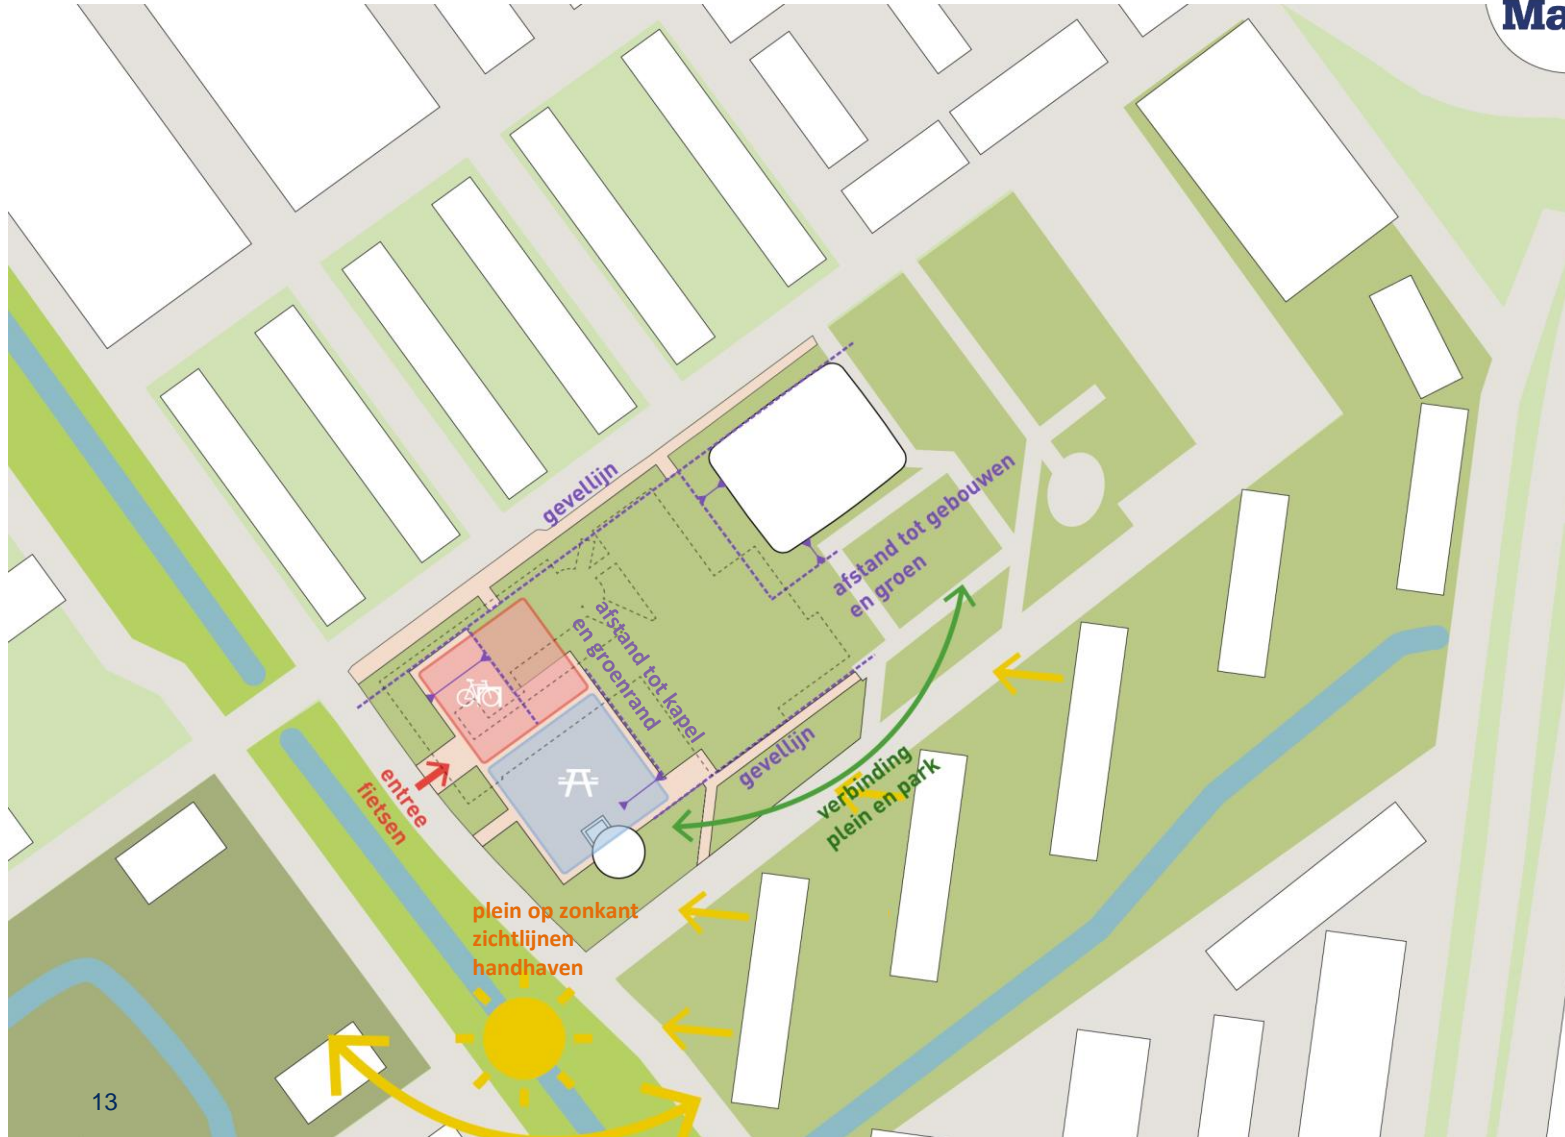 Ma
gevellijn
afstand tot gebouwen
en groen
afstand tot kapel
en groenrand
gevellijn
verbinding
plein en park
entree
fietsen
plein op zonkant
zichtlijnen
handhaven
13